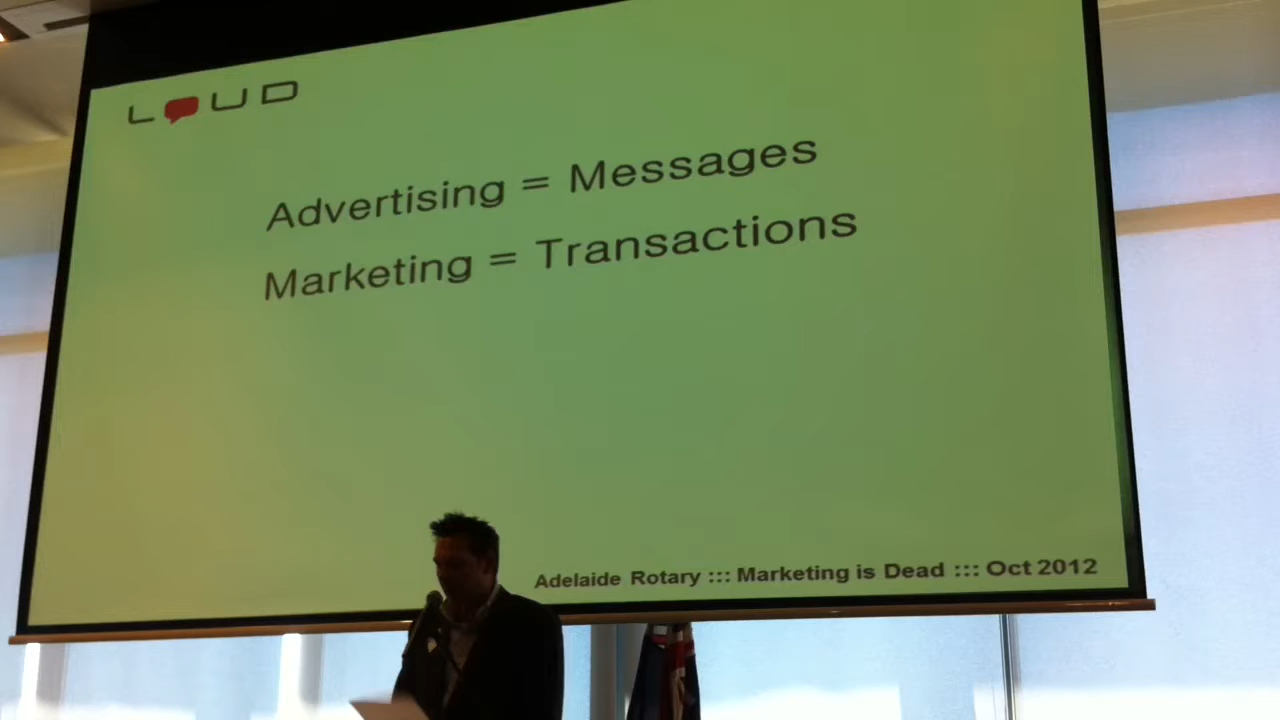 LOUD
Advertising = Messages
Marketing = Transactions
Adelaide Rotary ::: Marketing is Dead ::: Oct 2012